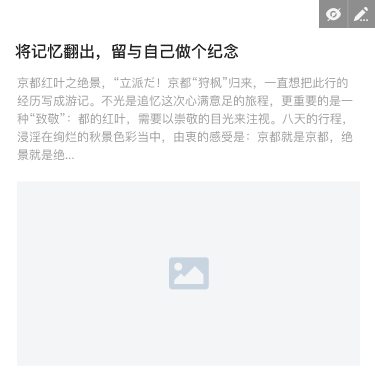 将记忆翻出，留与自己做个纪念
京都红叶之绝景，“立派だ！京都“狩枫”归来，一直想把此行的
经历写成游记。不光是追忆这次心满意足的旅程，更重要的是一
种“致敬”：都的红叶，需要以崇敬的目光来注视。八天的行程，
浸淫在绚烂的秋景色彩当中，由衷的感受是：京都就是京都，绝
景就是绝...